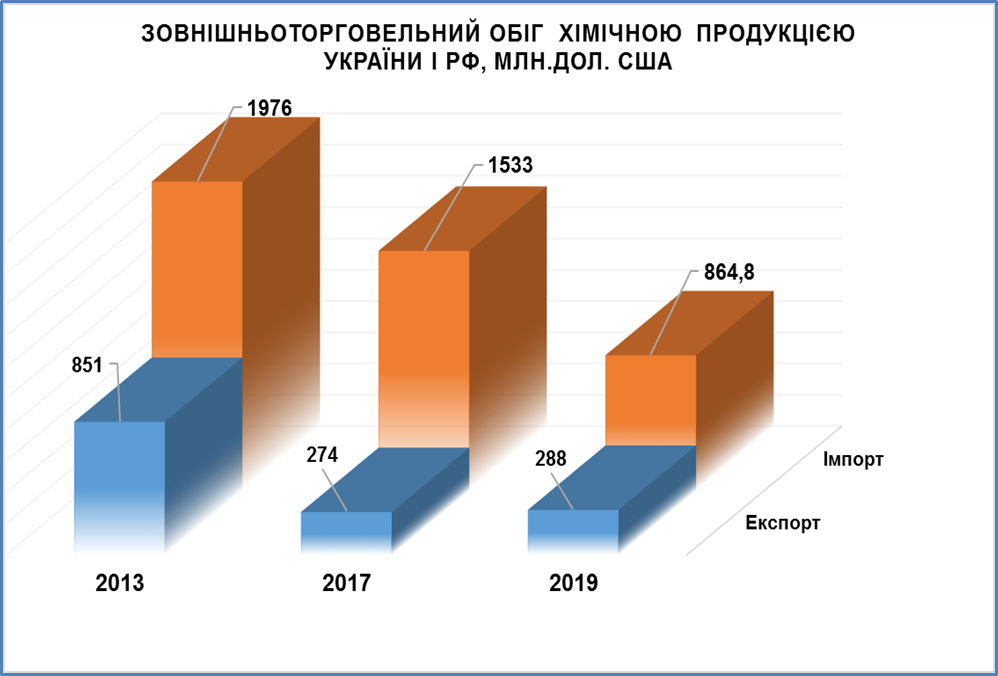 ЗОВНІШНЬОТОРГОВЕЛЬНИЙ ОБІГ ХІМІЧНОЮ ПРОДУКЦІЄЮ
УКРАЇНИ І РФ, МЛН.ДОЛ. США
1976
1533
864,8
851
274
288
Імпорт
Експорт
2013
2017
2019